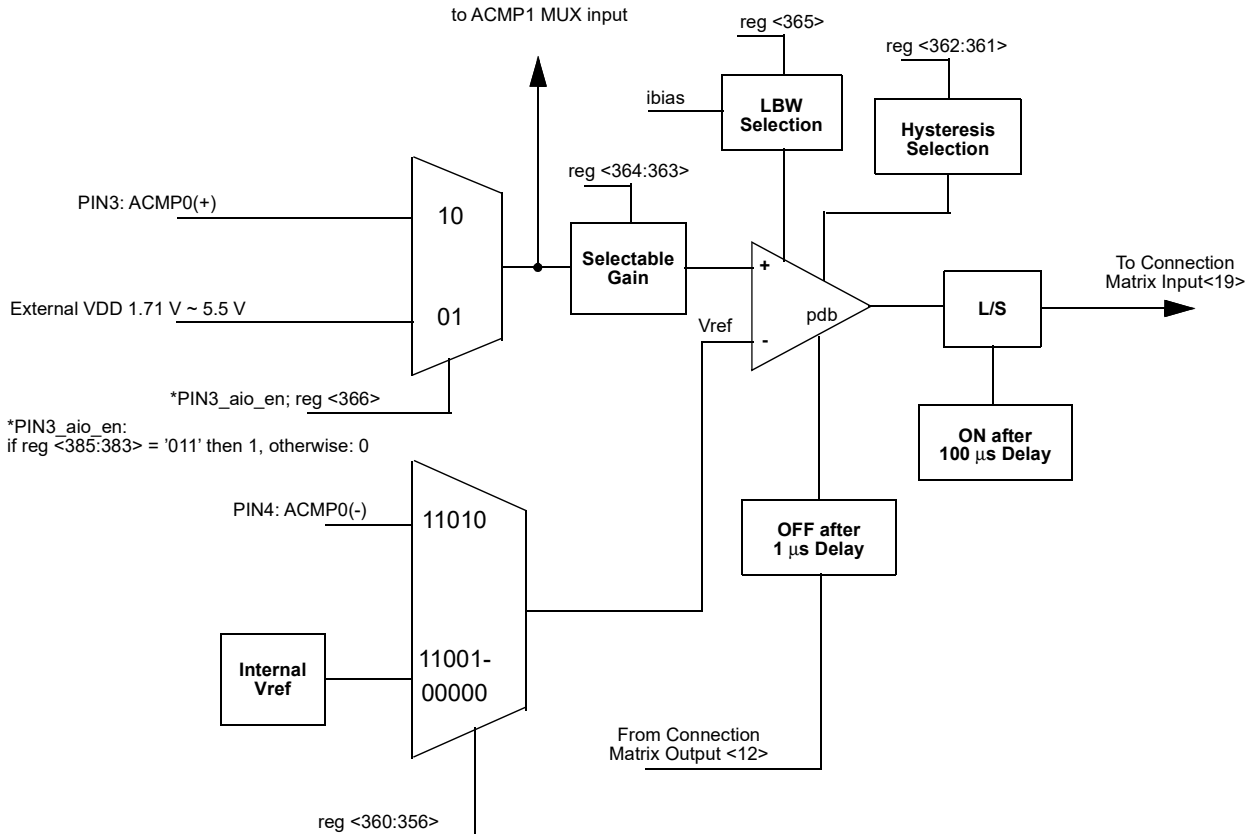 to ACMP1 MUX input
reg <365>
reg <362:361>
ibias
LBW
Selection
Hysteresis
Selection
reg <364:363>
PIN3: ACMP0(+)
10
Selectable
Gain
+
To Connection
Matrix Input<19>
External VDD 1.71 V ~ 5.5 V
01
Vref
pdb
-
L/S
*PIN3_aio_en; reg <366>
*PIN3_aio_en:
if reg <385:383> = '011' then 1, otherwise: 0
ON after
100 μs Delay
PIN4: ACMP0(-)
11010
OFF after
1 μs Delay
Internal
Vref
11001-
00000
From Connection
Matrix Output <12>
reg <360:356>